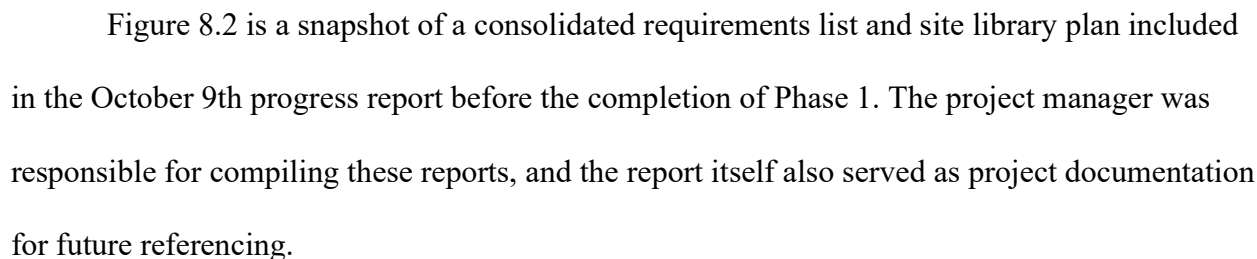 Figure 8.2 is a snapshot of a consolidated requirements list and site library plan included
in the October 9th progress report before the completion of Phase 1. The project manager was
responsible for compiling these reports, and the report itself also served as project documentation
for future referencing.